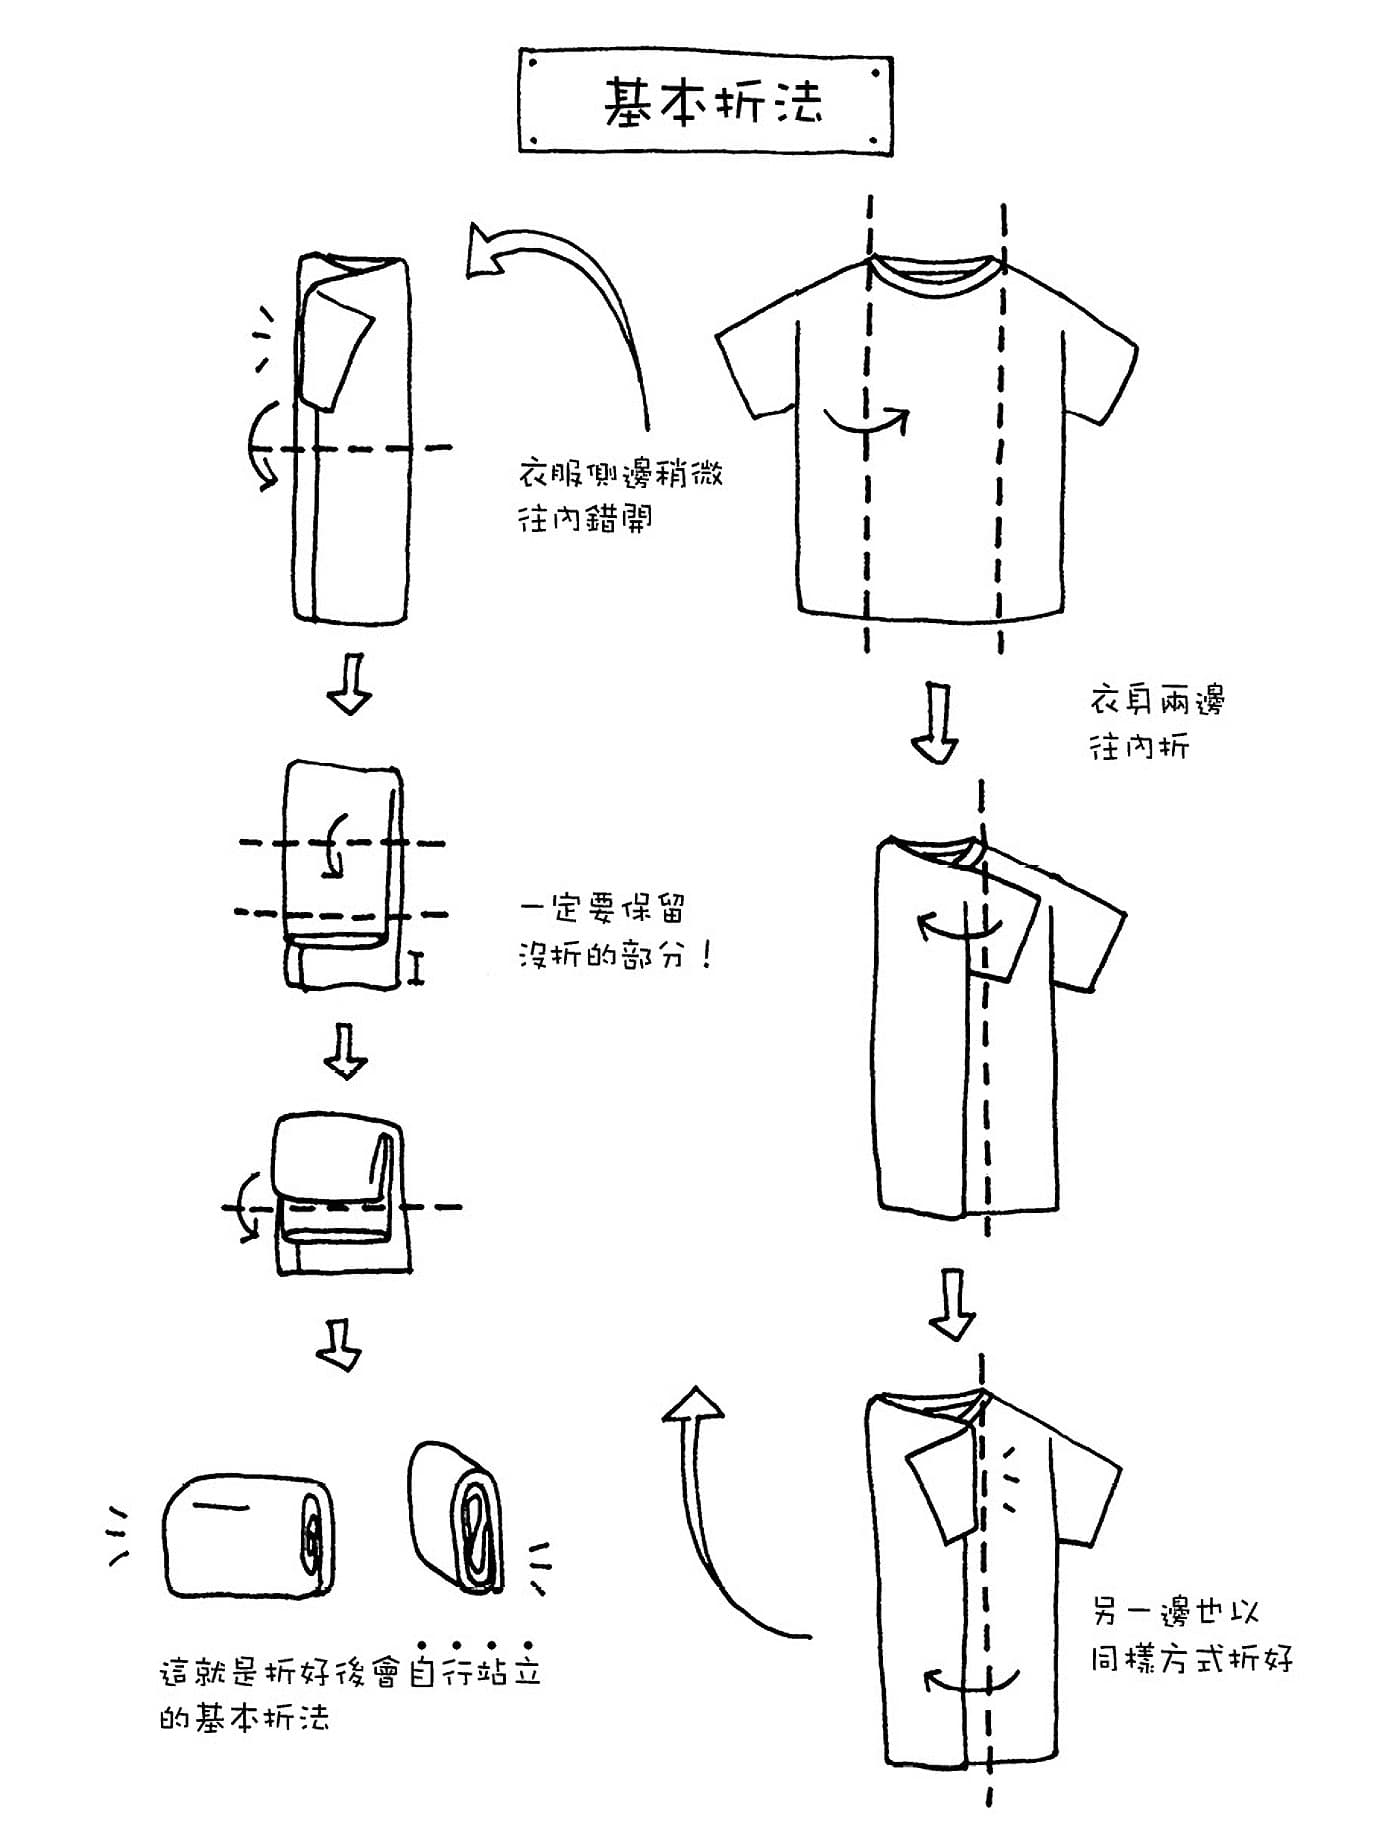 基本折法
衣身兩邊
往內折
另一邊也以
同樣方式折好
衣服側邊稍微
往內錯開
一定要保留
沒折的部分！
這就是折好後會自行站立
的基本折法